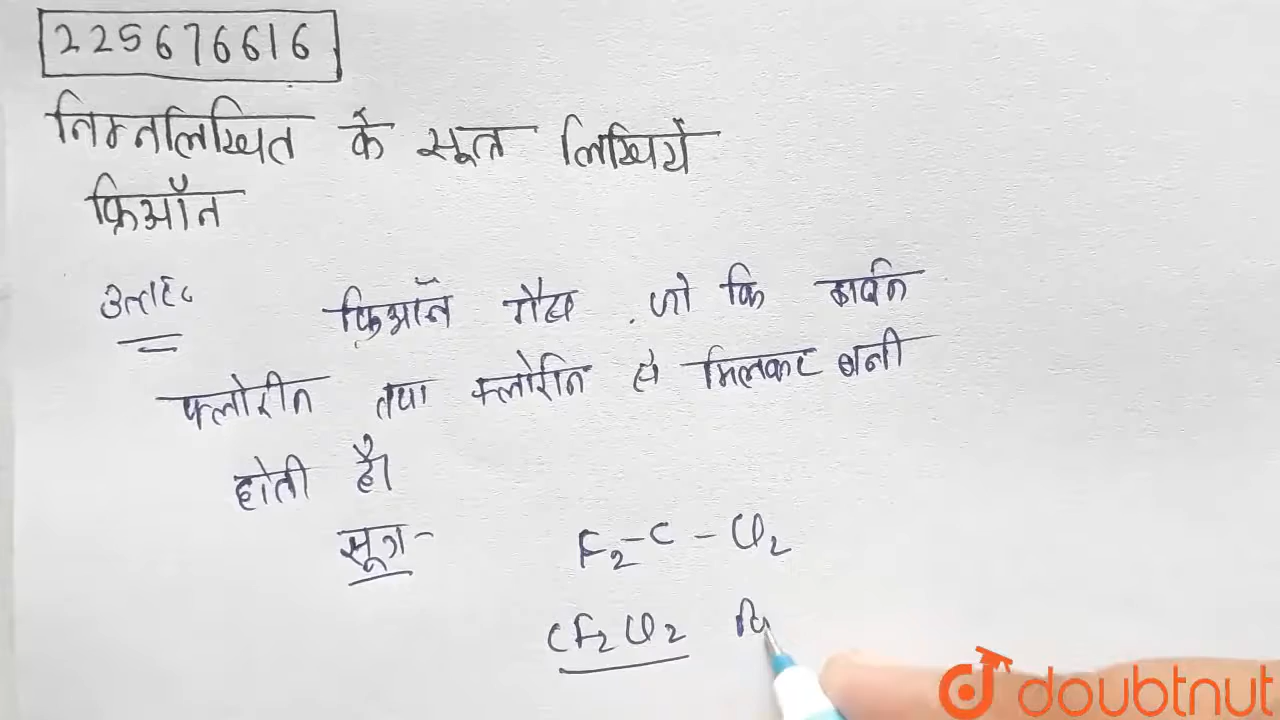 225676616
निम्नलिखित के सूत्र लिखिये
फ्रिऑन
उत्तर
फ्रिऑन गैस जो कि कार्बन
फ्लोरीन तथा क्लोरीन से मिलकर बनी
होती है।
सूत्र-
F2-C-Cl2
CF2Cl2
doubtnut